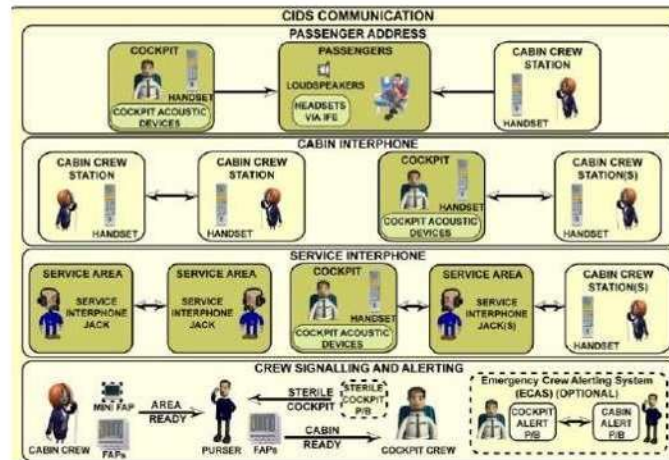 CIDS COMMUNICATION
PASSENGER ADDRESS
COCKPIT
HANDSET
COCKPIT ACOUSTIC
DEVICES
PASSENGERS
LOUDSPEAKERS
HEADSETS
VIA IFE
CABIN CREW
STATION
HANDSET
CABIN INTERPHONE
CABIN CREW
STATION
HANDSET
CABIN CREW
STATION
HANDSET
COCKPIT
HANDSET
COCKPIT ACOUSTIC
DEVICES
CABIN CREW
STATION(S)
HANDSET
SERVICE INTERPHONE
SERVICE AREA
SERVICE
INTERPHONE
JACK
SERVICE AREA
SERVICE
INTERPHONE
JACK
COCKPIT
HANDSET
COCKPIT ACOUSTIC
DEVICES
SERVICE AREA
SERVICE
INTERPHONE
JACK(S)
CABIN CREW
STATION(S)
HANDSET
CREW SIGNALLING AND ALERTING
MINI FAP
CABIN CREW
FAPs
AREA
READY
PURSER
STERILE
COCKPIT
STERILE
COCKPIT
P/B
FAPs
CABIN
READY
COCKPIT CREW
Emergency Crew Alerting System
(ECAS) (OPTIONAL)
COCKPIT
ALERT
P/B
CABIN
ALERT
P/B